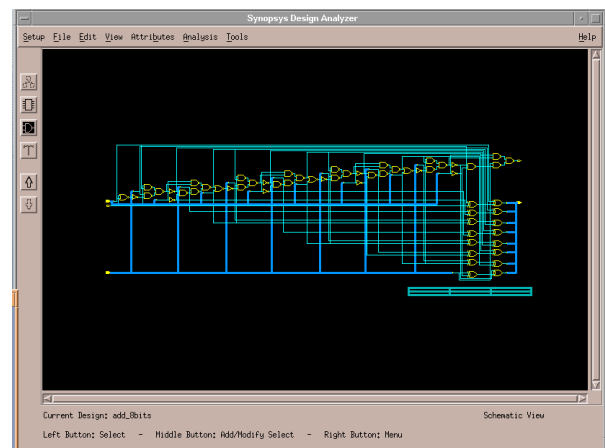 Synopsys Design Analyzer
Setup File Edit View Attributes Analysis Tools Help
Current Design: add_8bits Schematic View
Left Button: Select - Middle Button: Add/Modify Select - Right Button: Menu